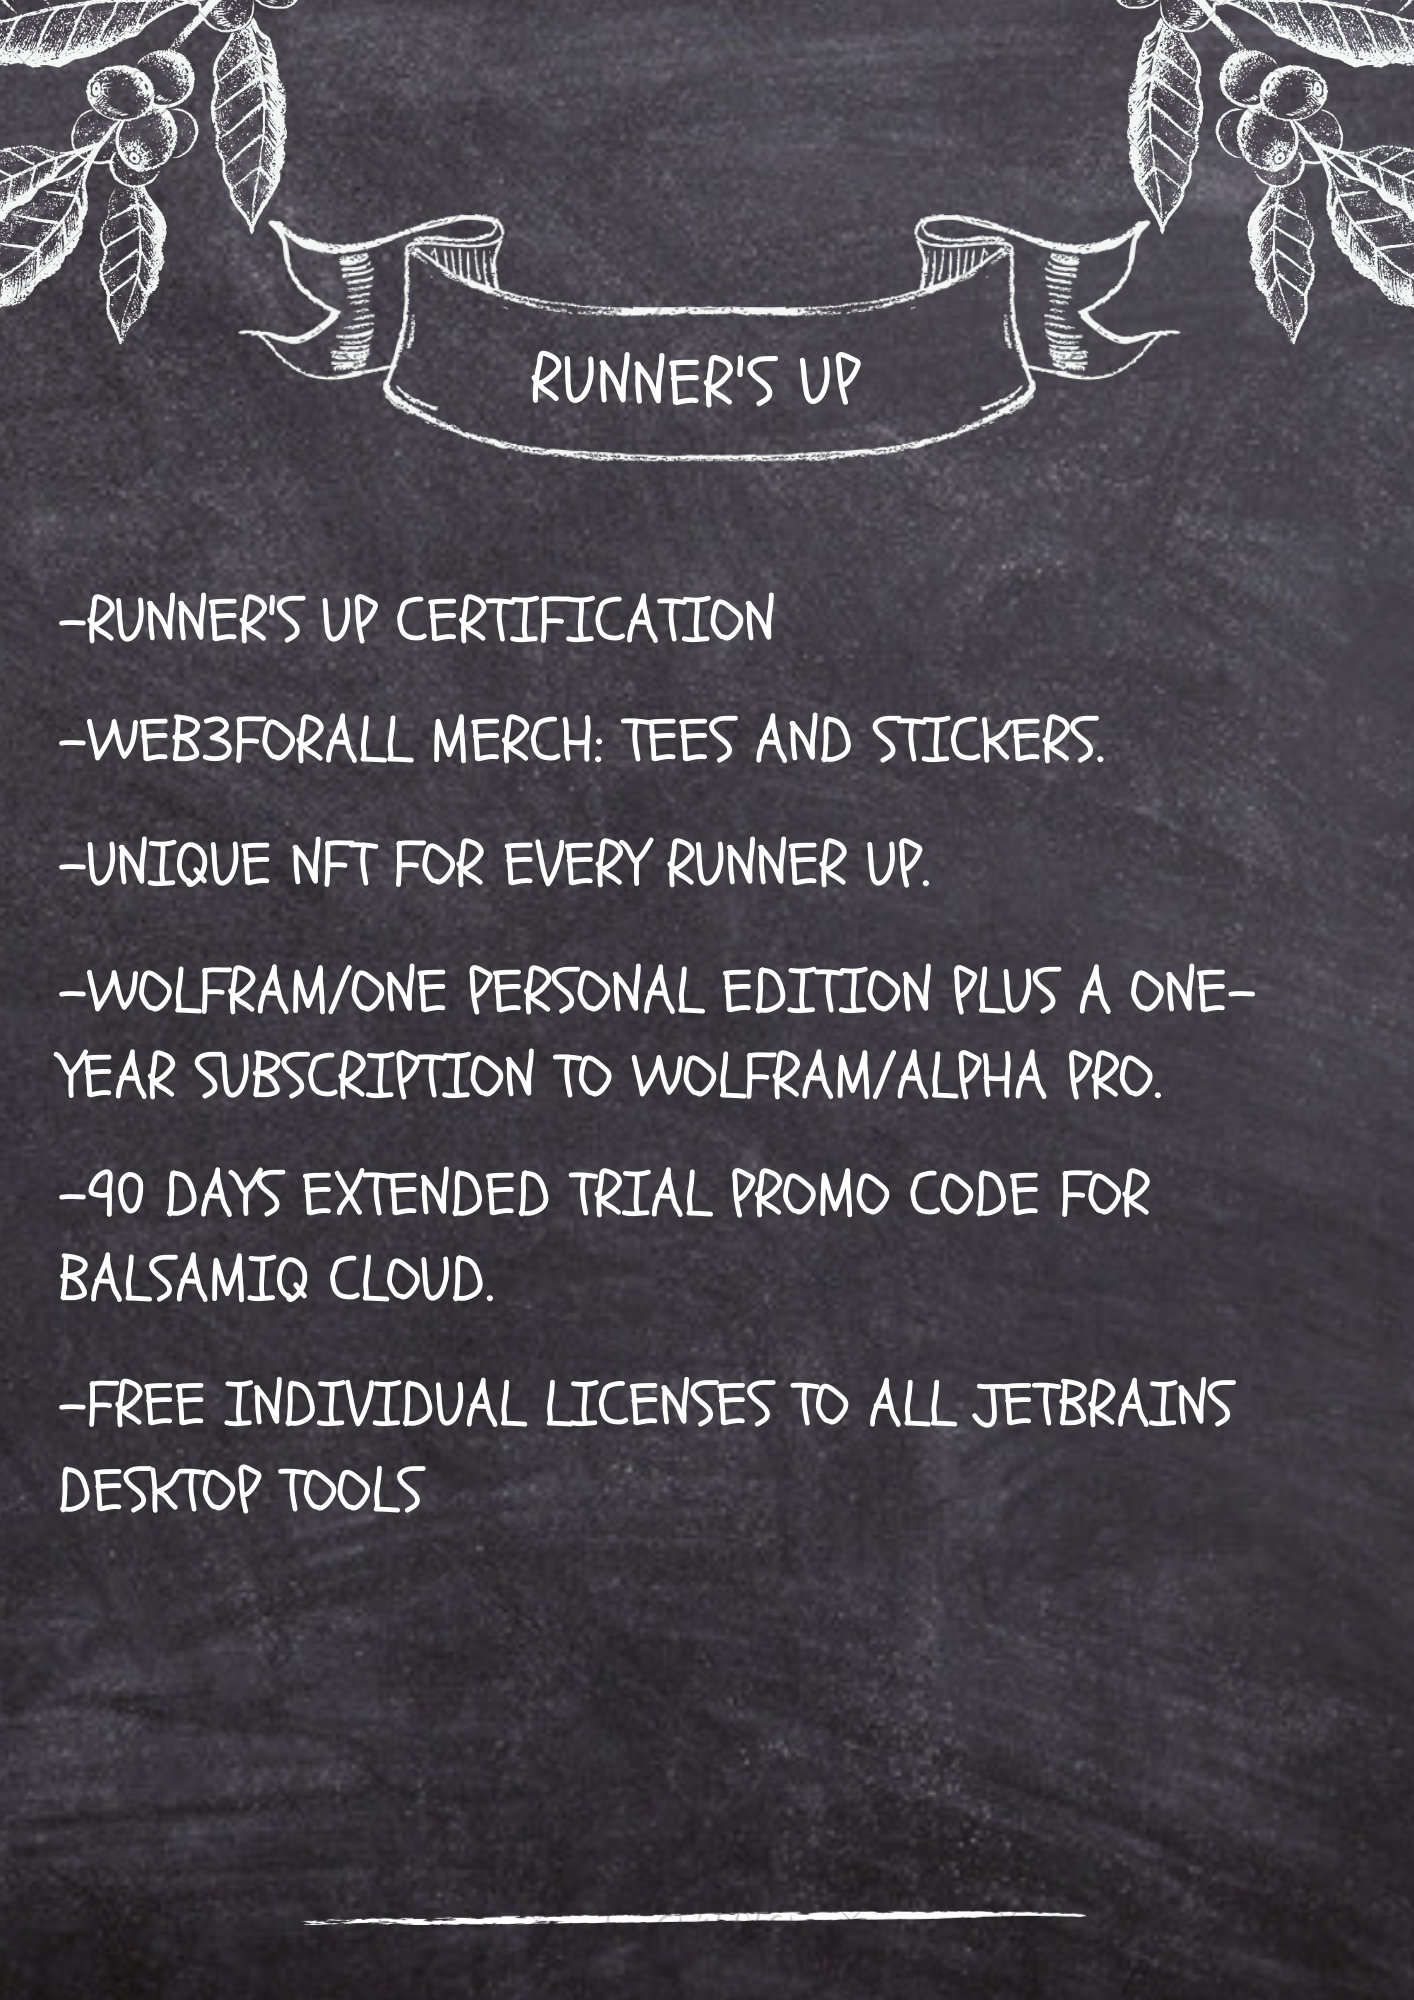 RUNNER'S UP
-RUNNER'S UP CERTIFICATION
-WEB3FORALL MERCH: TEES AND STICKERS.
-UNIQUE NFT FOR EVERY RUNNER UP.
-WOLFRAM/ONE PERSONAL EDITION PLUS A ONE-
YEAR SUBSCRIPTION TO WOLFRAM/ALPHA PRO.
-90 DAYS EXTENDED TRIAL PROMO CODE FOR
BALSAMIQ CLOUD.
-FREE INDIVIDUAL LICENSES TO ALL JETBRAINS
DESKTOP TOOLS